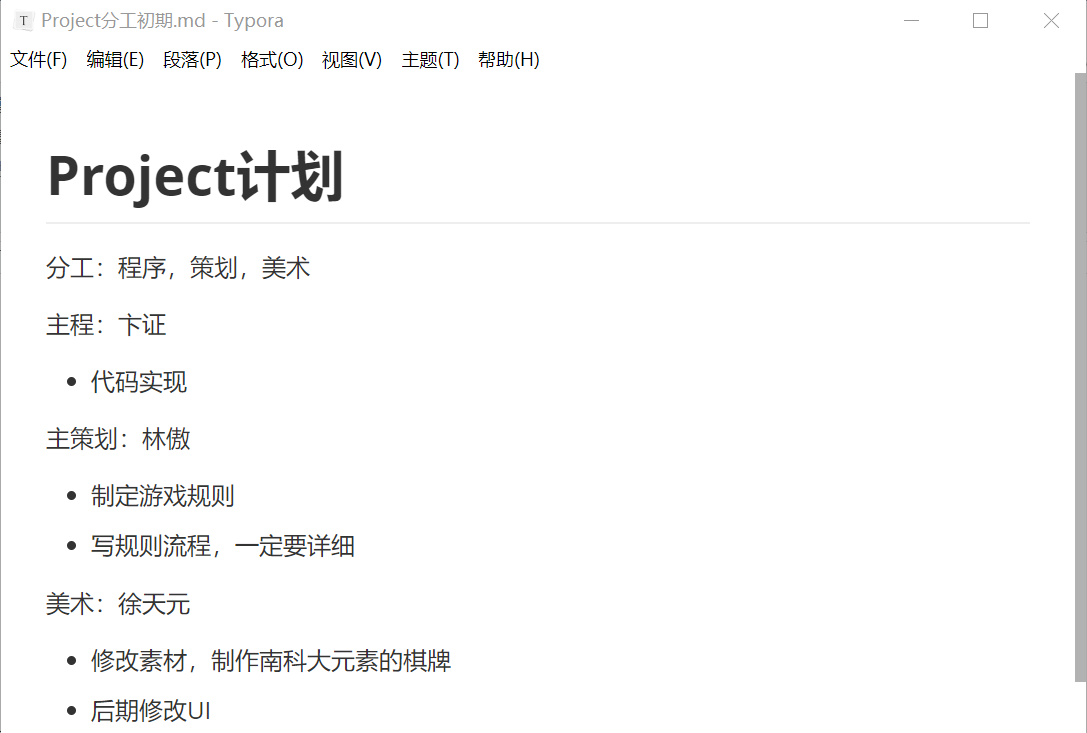 Project分工初期.md - Typora
文件(F) 编辑(E) 段落(P) 格式(O) 视图(V) 主题(T) 帮助(H)
Project计划
分工：程序，策划，美术
主程：卞证
代码实现
主策划：林傲
制定游戏规则
写规则流程，一定要详细
美术：徐天元
修改素材，制作南科大元素的棋牌
后期修改UI